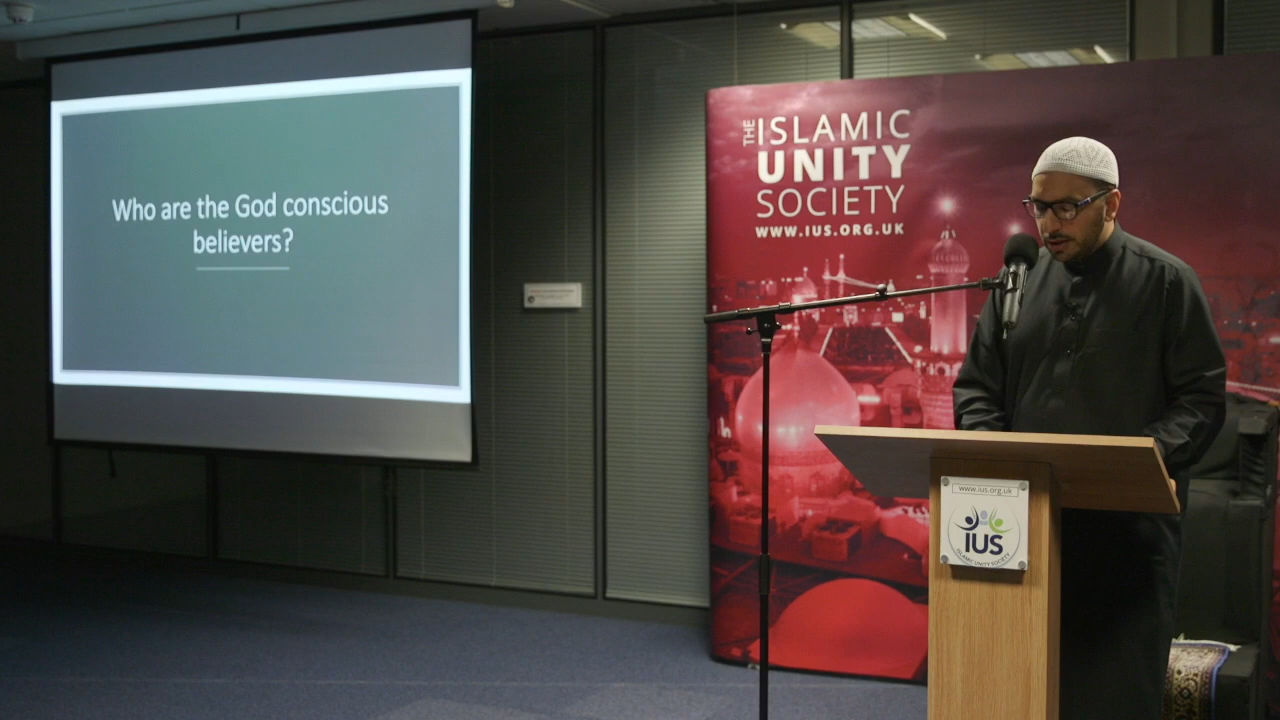 Who are the God conscious
believers?
THE
ISLAMIC
UNITY
SOCIETY
WWW.IUS.ORG.UK
www.ius.org.uk
IUS
ISLAMIC UNITY SOCIETY